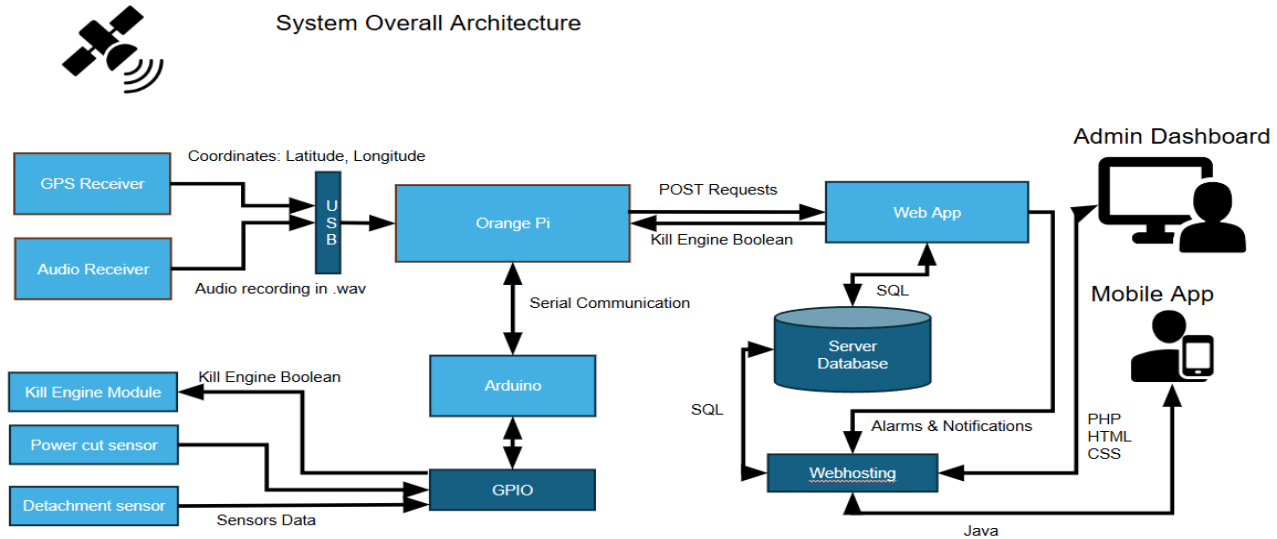 System Overall Architecture
Admin Dashboard
Coordinates: Latitude, Longitude
GPS Receiver
U
S
B
Audio Receiver
Audio recording in .wav
Orange Pi
POST Requests
Kill Engine Boolean
Web App
Serial Communication
SQL
Mobile App
Server
Database
Kill Engine Boolean
Kill Engine Module
Arduino
SQL
Power cut sensor
Alarms & Notifications
PHP
HTML
CSS
Webhosting
GPIO
Detachment sensor
Sensors Data
Java